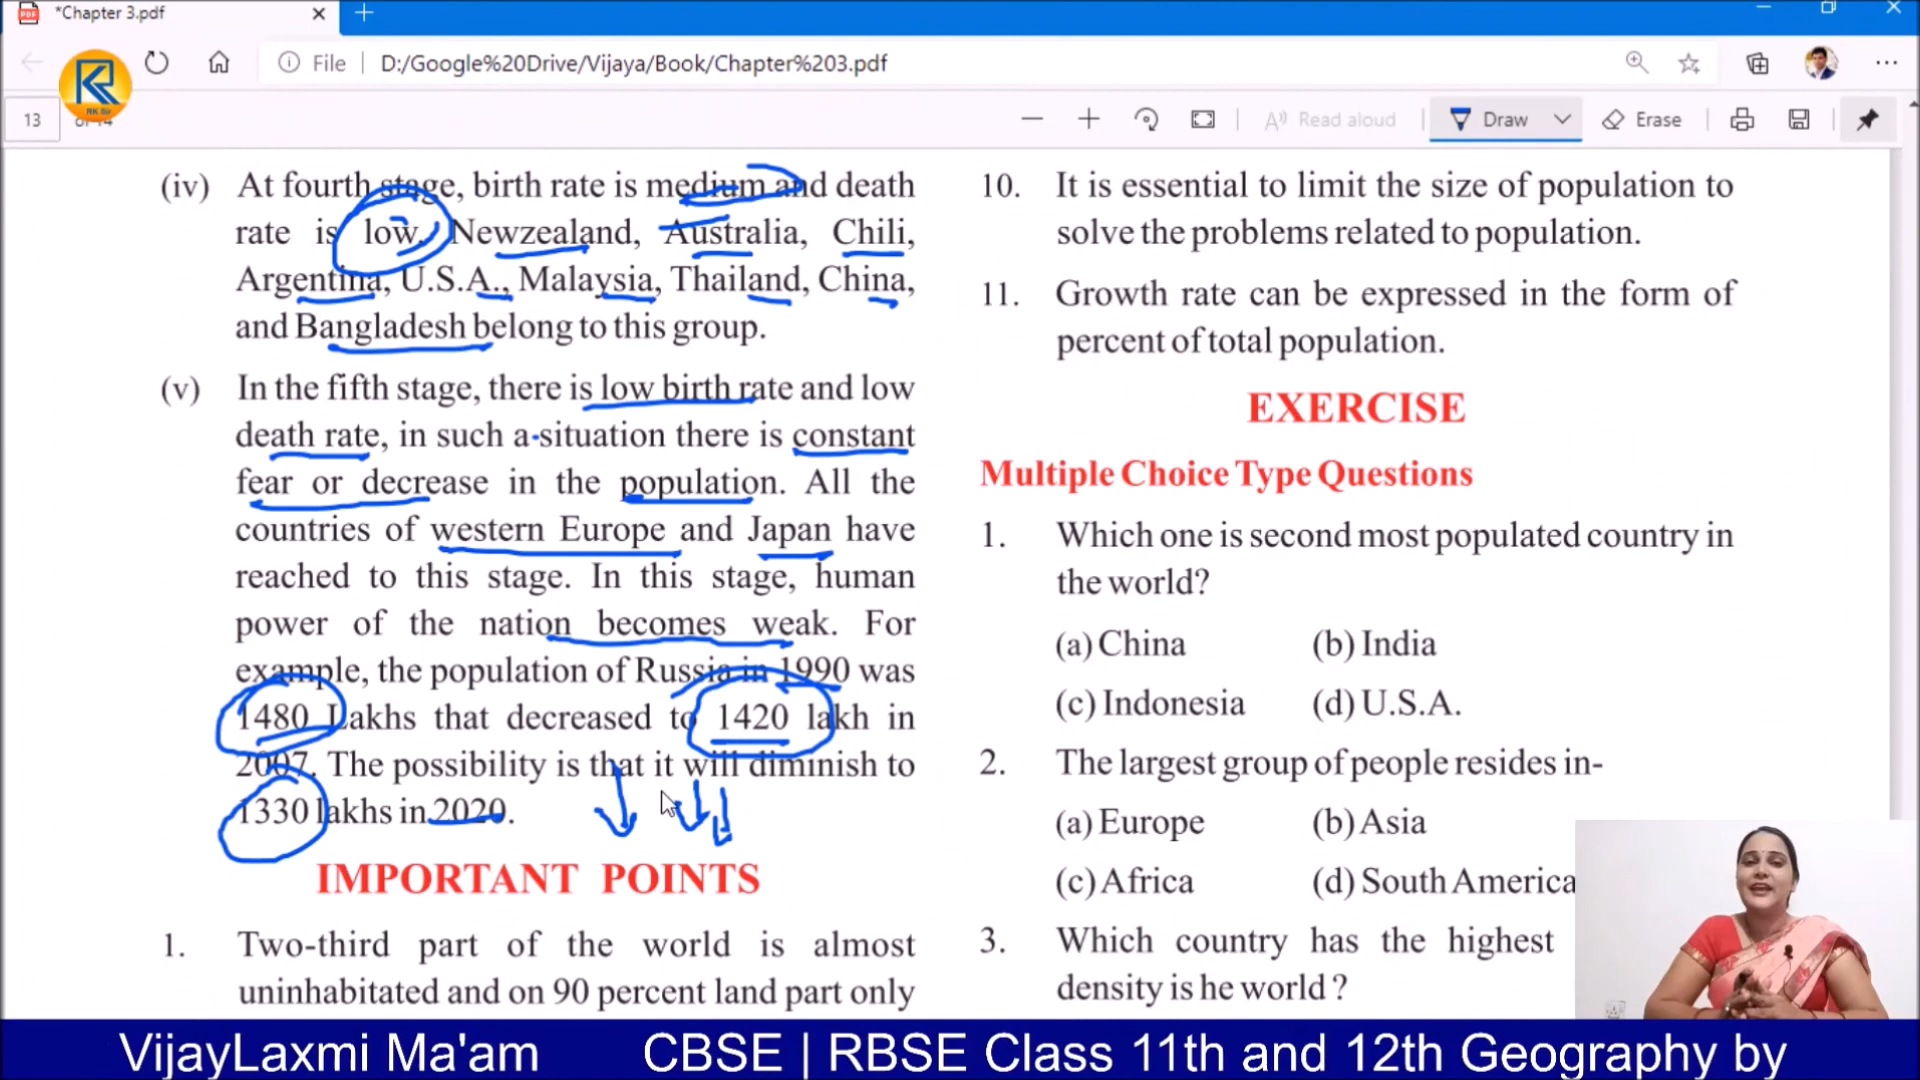 *Chapter 3.pdf
File
D:/Google%20Drive/Vijaya/Book/Chapter%203.pdf
RK Sir
13
of 14
Read aloud
Draw
Erase
(iv) At fourth stage, birth rate is medium and death
rate is low. Newzealand, Australia, Chili,
Argentina, U.S.A., Malaysia, Thailand, China,
and Bangladesh belong to this group.
(v) In the fifth stage, there is low birth rate and low
death rate, in such a situation there is constant
fear or decrease in the population. All the
countries of western Europe and Japan have
reached to this stage. In this stage, human
power of the nation becomes weak. For
example, the population of Russia in 1990 was
1480 Lakhs that decreased to 1420 lakh in
2007. The possibility is that it will diminish to
1330 lakhs in 2020.
IMPORTANT POINTS
1. Two-third part of the world is almost
uninhabitated and on 90 percent land part only
10. It is essential to limit the size of population to
solve the problems related to population.
11. Growth rate can be expressed in the form of
percent of total population.
EXERCISE
Multiple Choice Type Questions
1. Which one is second most populated country in
the world?
(a) China (b) India
(c) Indonesia (d) U.S.A.
2. The largest group of people resides in-
(a) Europe (b) Asia
(c) Africa (d) South America
3. Which country has the highest
density is he world ?
VijayLaxmi Ma'am CBSE | RBSE Class 11th and 12th Geography by